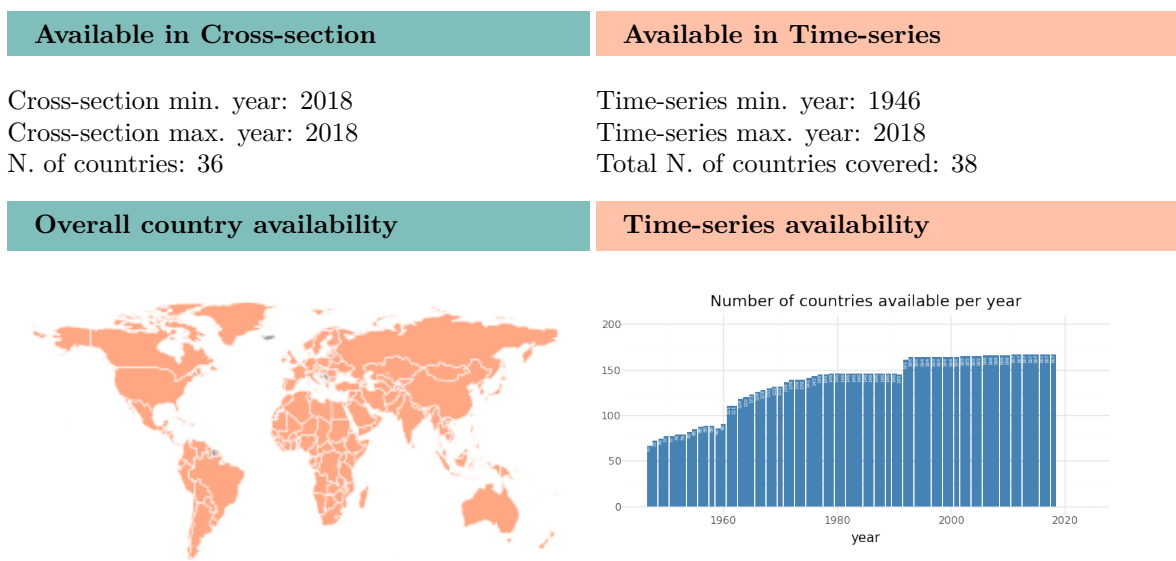 Available in Cross-section
Available in Time-series
Cross-section min. year: 2018
Cross-section max. year: 2018
N. of countries: 36
Time-series min. year: 1946
Time-series max. year: 2018
Total N. of countries covered: 38
Overall country availability
Time-series availability
Number of countries available per year
200
150
100
50
0
1960 1980 2000 2020
year